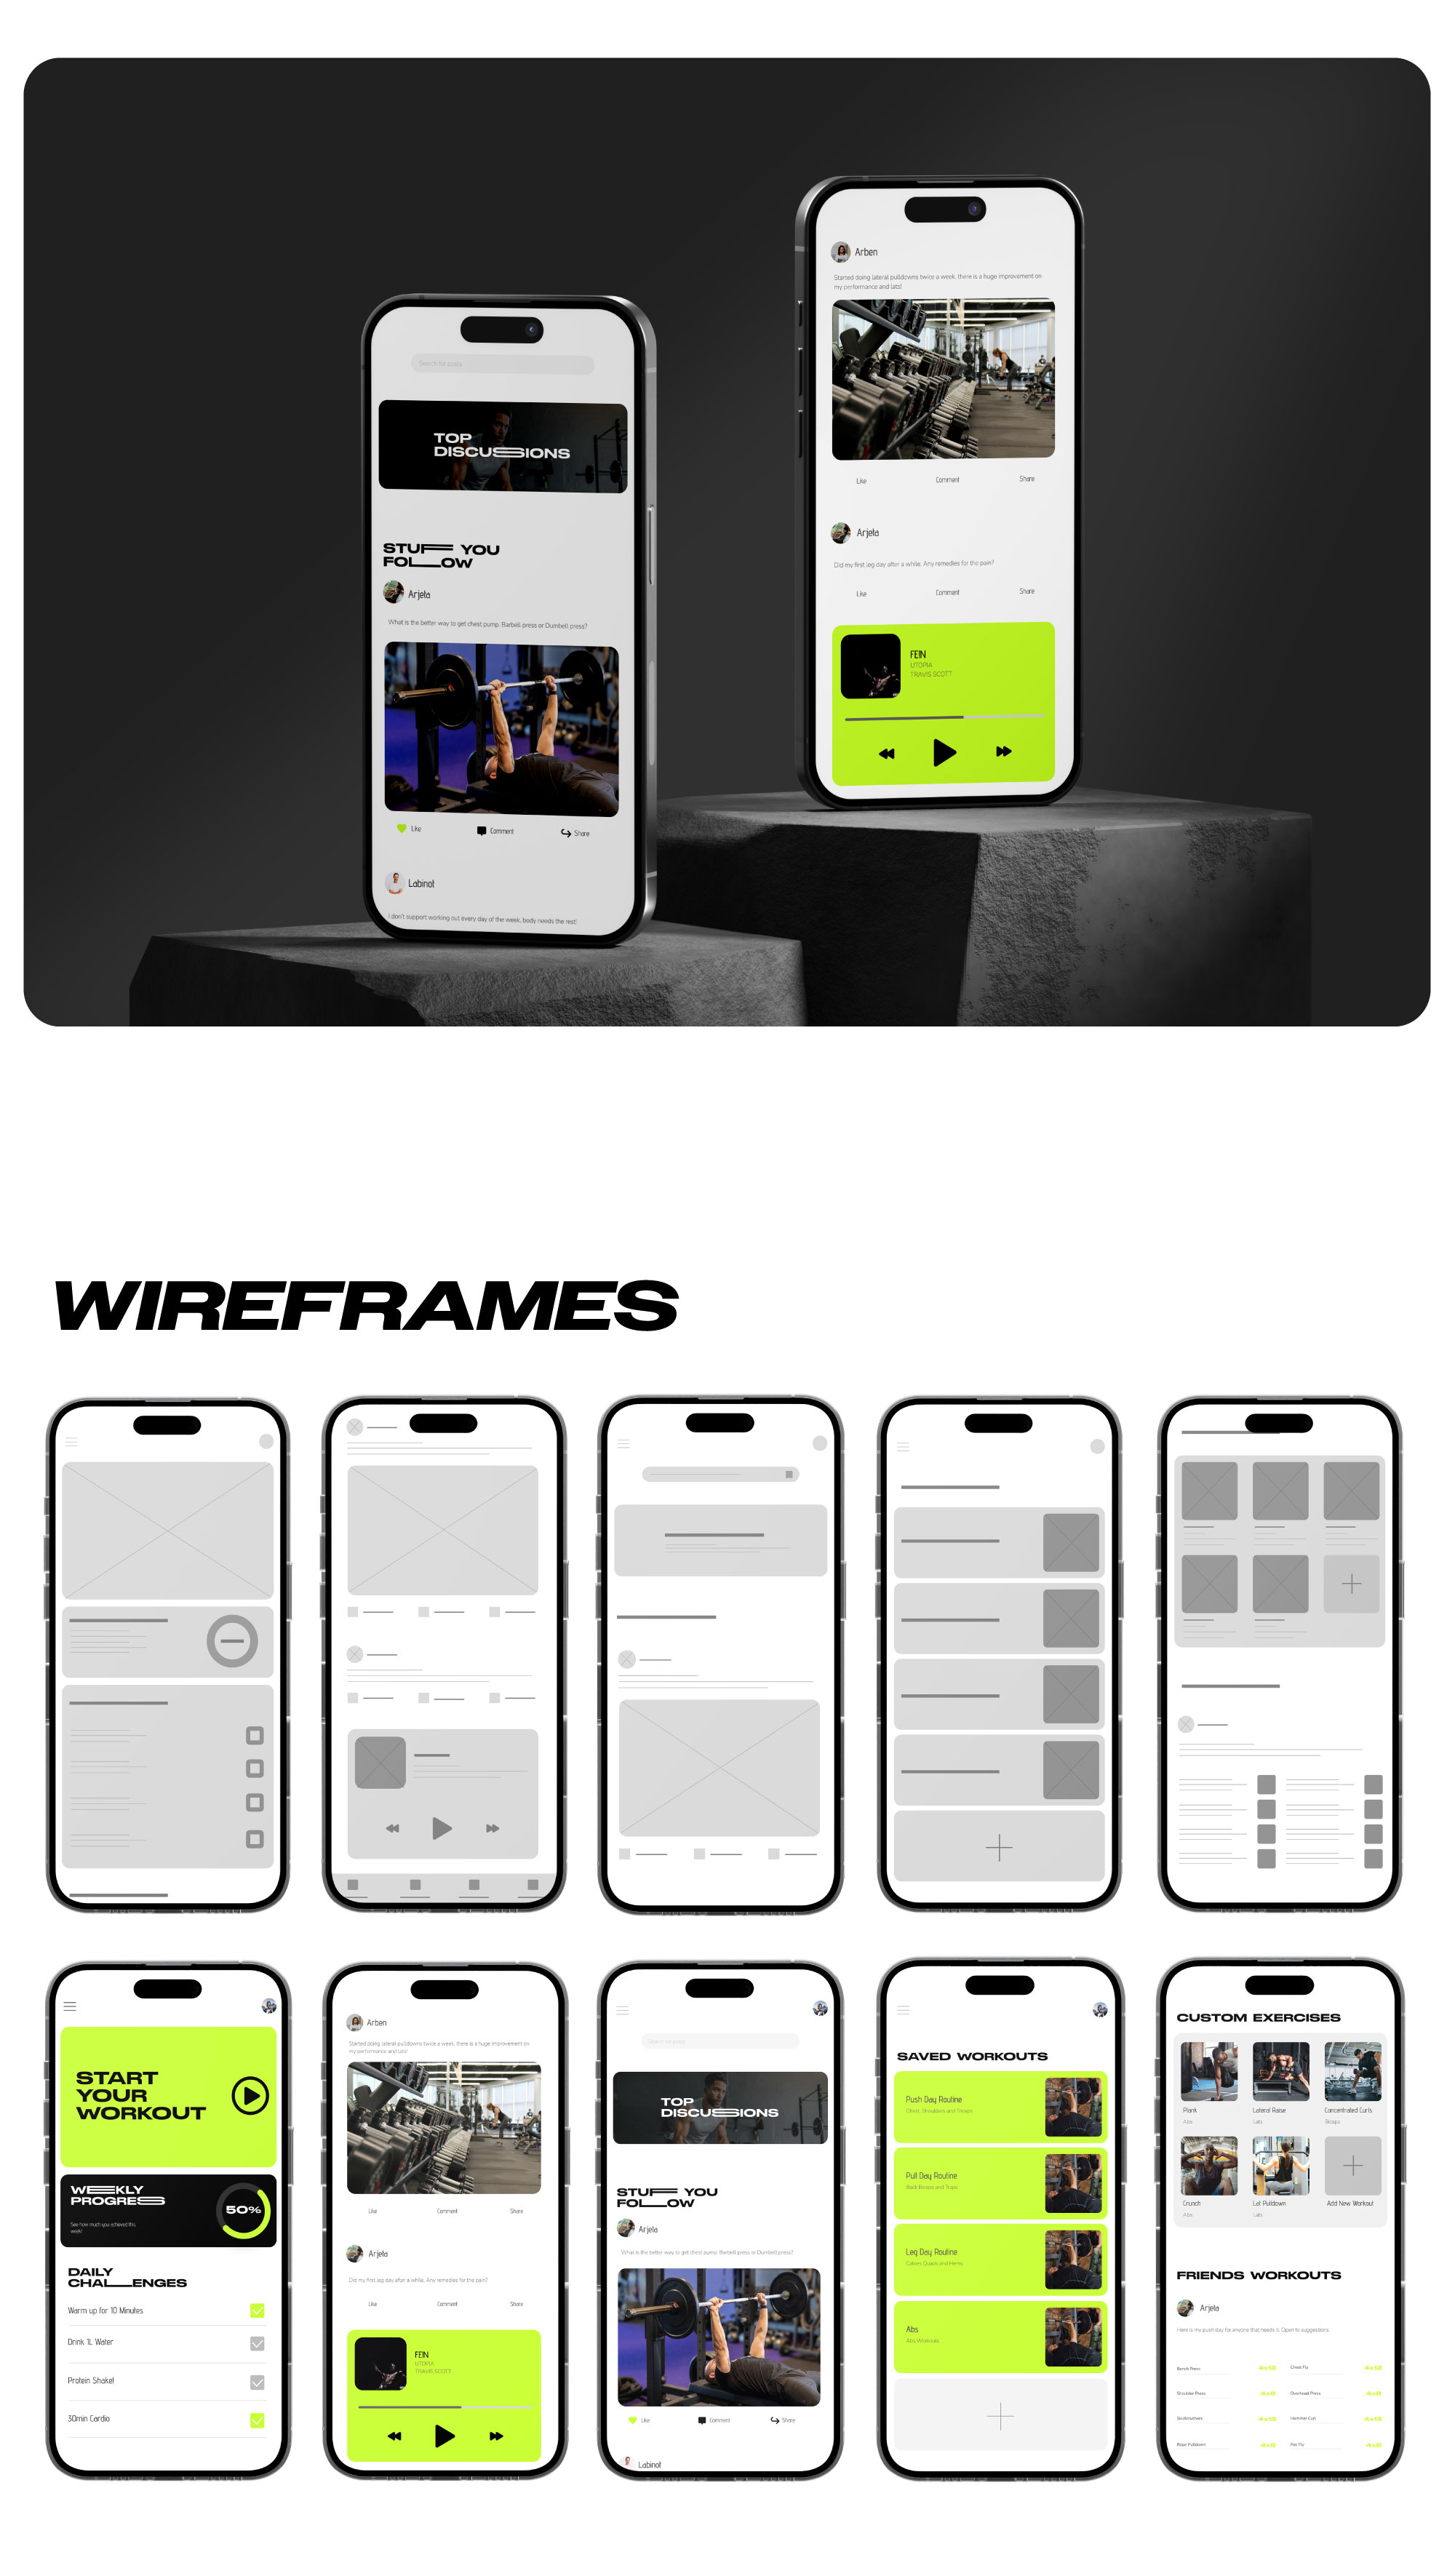 Search for posts
TOP
DISCUSSIONS
STUFF YOU
FOLLOW
Arjeta
What is the better way to get chest pump. Barbell press or Dumbell press?
Like
Comment
Share
Labinot
I don't support working out every day of the week, body needs the rest!
Arben
Started doing lateral pulldowns twice a week, there is a huge improvement on
my performance and lats!
Like
Comment
Share
Arjeta
Did my first leg day after a while. Any remedies for the pain?
Like
Comment
Share
FEIN
UTOPIA
TRAVIS SCOTT
WIREFRAMES
START
YOUR
WORKOUT
WEEKLY
PROGRESS
See how much you achieved this
week!
50%
DAILY
CHALLENGES
Warm up for 10 Minutes
Drink 1L Water
Protein Shake!
30min Cardio
Arben
Started doing lateral pulldowns twice a week, there is a huge improvement on
my performance and lats!
Like
Comment
Share
Arjeta
Did my first leg day after a while. Any remedies for the pain?
Like
Comment
Share
FEIN
UTOPIA
TRAVIS SCOTT
Search for posts
TOP
DISCUSSIONS
STUFF YOU
FOLLOW
Arjeta
What is the better way to get chest pump. Barbell press or Dumbell press?
Like
Comment
Share
Labinot
SAVED WORKOUTS
Push Day Routine
Chest, Shoulders and Triceps
Pull Day Routine
Back Biceps and Traps
Leg Day Routine
Calves Quads and Hams
Abs
Abs Workouts
CUSTOM EXERCISES
Plank
Abs
Lateral Raise
Lats
Concentrated Curls
Biceps
Crunch
Abs
Lat Pulldown
Lats
Add New Workout
FRIENDS WORKOUTS
Arjeta
Here is my push day for anyone that needs it. Open to suggestions.
Bench Press
Chest Fly
Shoulder Press
Overhead Press
Skullcrushers
Hammer Curl
Rope Pulldown
Pec Fly